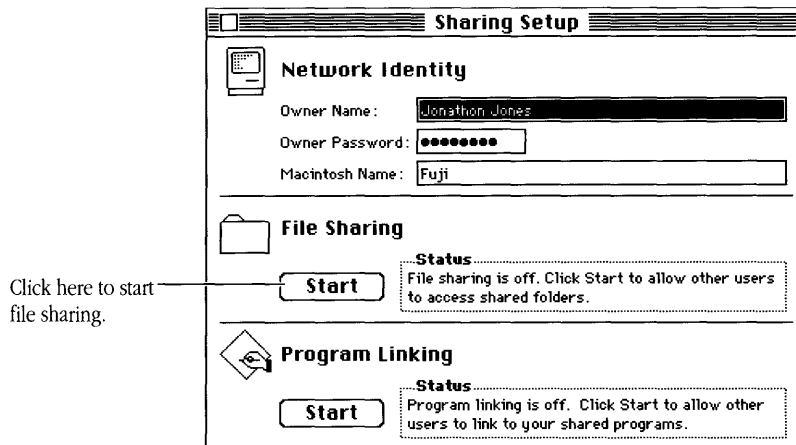 Sharing Setup
Network Identity
Owner Name:
Jonathon Jones
Owner Password: ●●●●●●●●
Macintosh Name:
Fuji
File Sharing
Click here to start
file sharing.
Start
Status
File sharing is off. Click Start to allow other users
to access shared folders.
Program Linking
Start
Status
Program linking is off. Click Start to allow other
users to link to your shared programs.